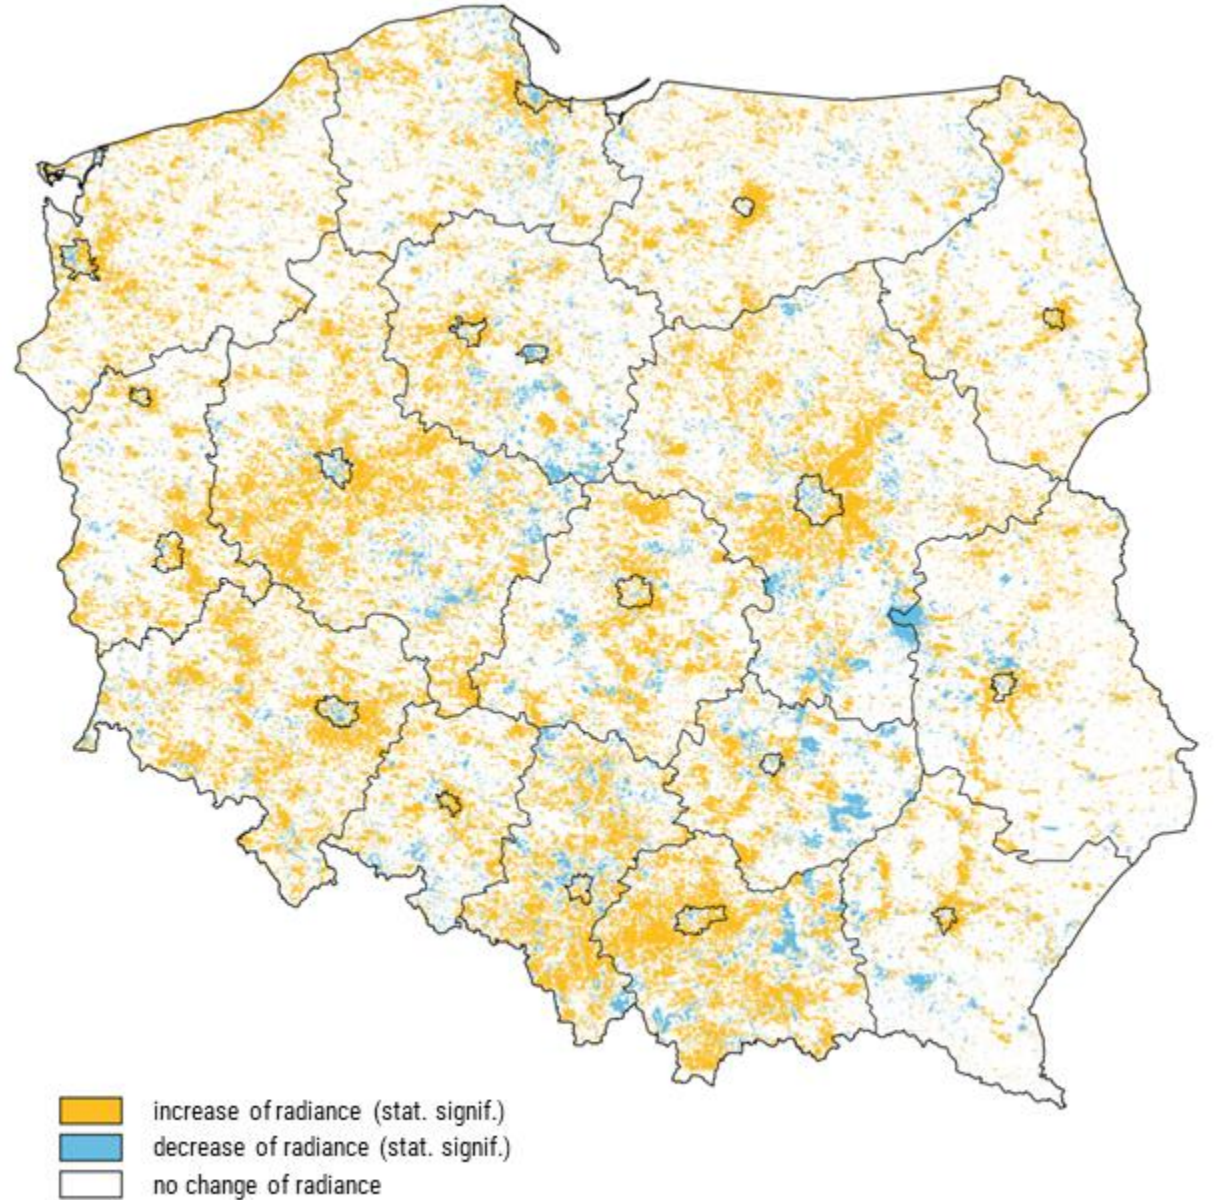 increase of radiance (stat. signif.)
decrease of radiance (stat. signif.)
no change of radiance